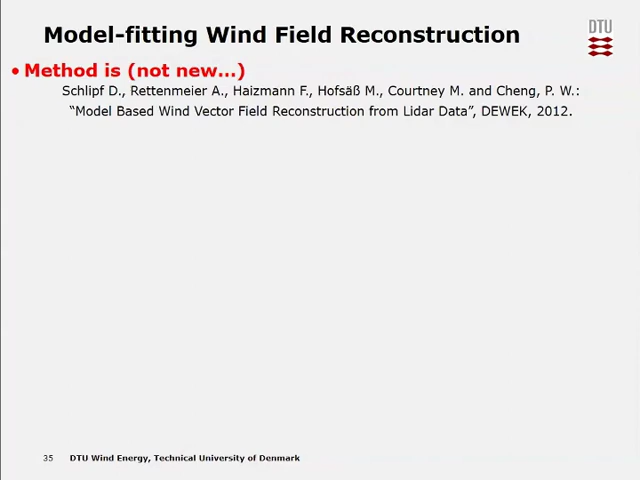 Model-fitting Wind Field Reconstruction
DTU
• Method is (not new...)
Schlipf D., Rettenmeier A., Haizmann F., Hofsäß M., Courtney M. and Cheng, P. W.:
“Model Based Wind Vector Field Reconstruction from Lidar Data”, DEWEK, 2012.
35 DTU Wind Energy, Technical University of Denmark